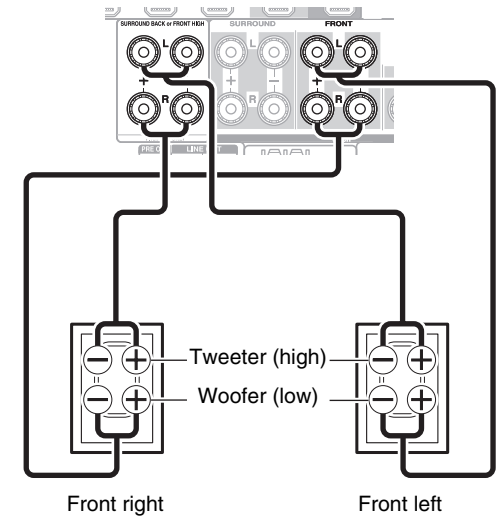 SURROUND BACK or FRONT HIGH
SURROUND
FRONT
L
L
L
+
−
+
R
R
R
Tweeter (high)
Woofer (low)
− +
− +
− +
− +
Front right
Front left